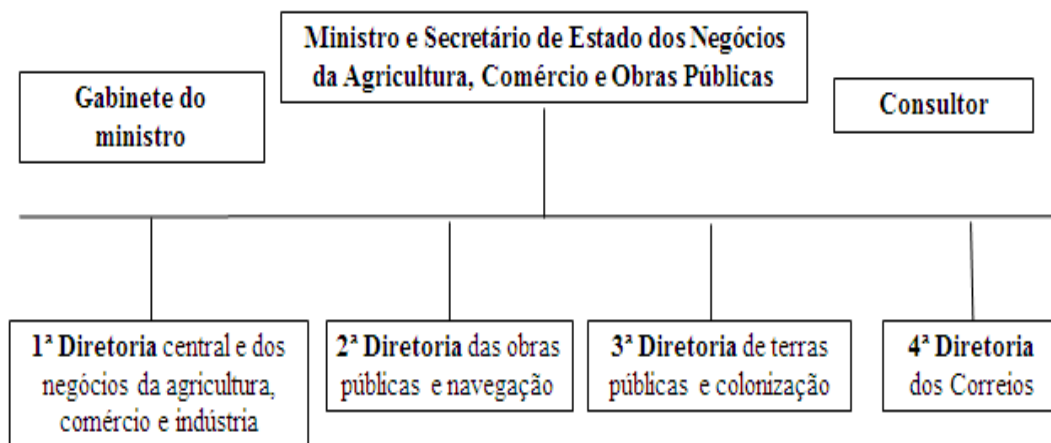 Ministro e Secretário de Estado dos Negócios
da Agricultura, Comércio e Obras Públicas
Gabinete do
ministro
Consultor
1ª Diretoria central e dos
negócios da agricultura,
comércio e indústria
2ª Diretoria das obras
públicas e navegação
3ª Diretoria de terras
públicas e colonização
4ª Diretoria
dos Correios